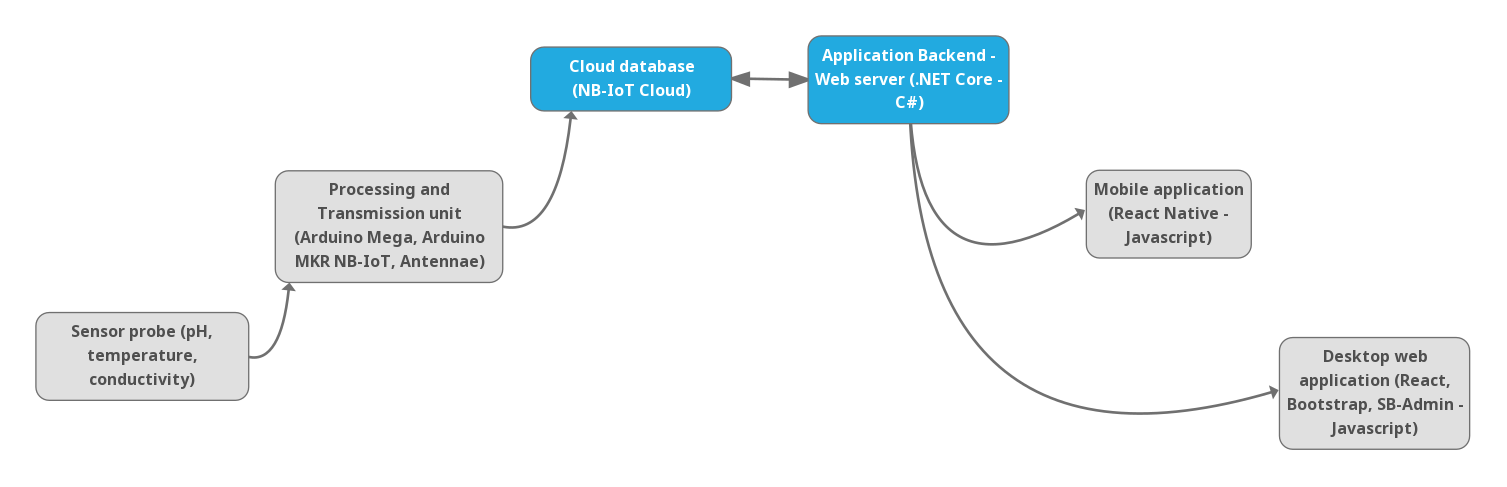 Cloud database
(NB-IoT Cloud)
Application Backend -
Web server (.NET Core -
C#)
Processing and
Transmission unit
(Arduino Mega, Arduino
MKR NB-IoT, Antennae)
Mobile application
(React Native -
Javascript)
Sensor probe (pH,
temperature,
conductivity)
Desktop web
application (React,
Bootstrap, SB-Admin -
Javascript)